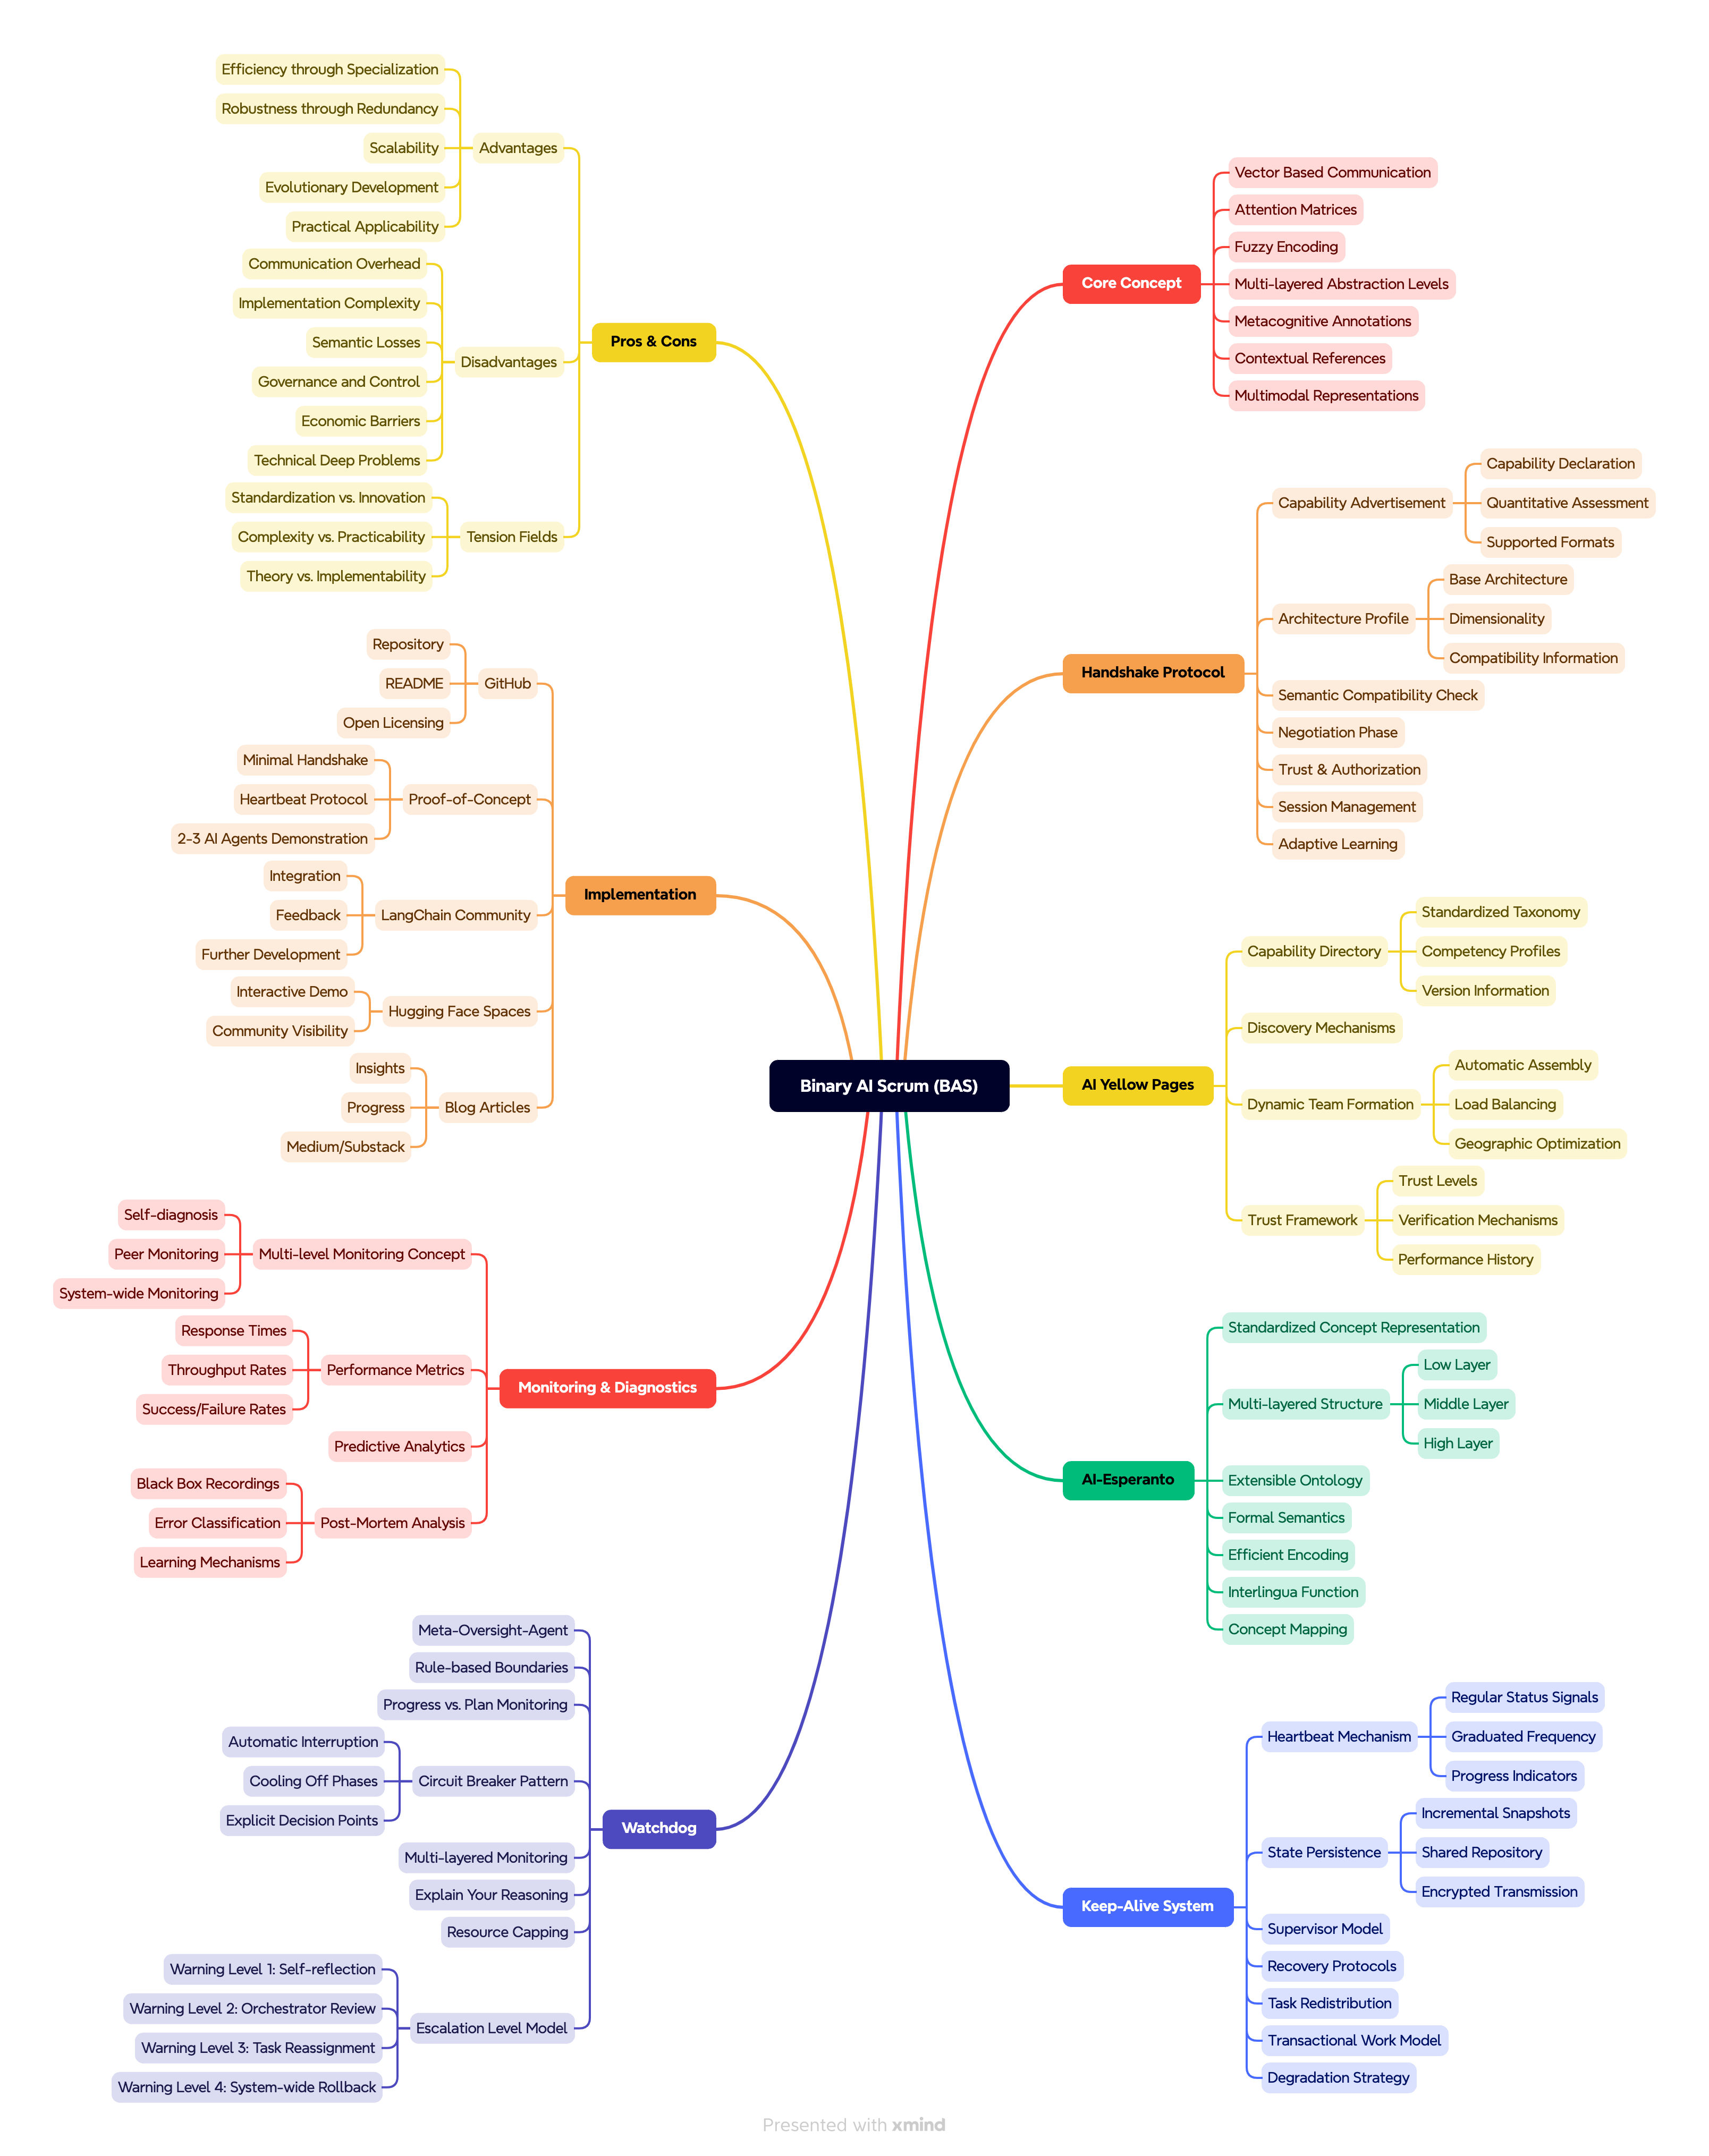 Binary AI Scrum (BAS)
Core Concept
Vector Based Communication
Attention Matrices
Fuzzy Encoding
Multi-layered Abstraction Levels
Metacognitive Annotations
Contextual References
Multimodal Representations
Handshake Protocol
Capability Advertisement
Capability Declaration
Quantitative Assessment
Supported Formats
Architecture Profile
Base Architecture
Dimensionality
Compatibility Information
Semantic Compatibility Check
Negotiation Phase
Trust & Authorization
Session Management
Adaptive Learning
AI Yellow Pages
Capability Directory
Standardized Taxonomy
Competency Profiles
Version Information
Discovery Mechanisms
Dynamic Team Formation
Automatic Assembly
Load Balancing
Geographic Optimization
Trust Framework
Trust Levels
Verification Mechanisms
Performance History
AI-Esperanto
Standardized Concept Representation
Multi-layered Structure
Low Layer
Middle Layer
High Layer
Extensible Ontology
Formal Semantics
Efficient Encoding
Interlingua Function
Concept Mapping
Keep-Alive System
Heartbeat Mechanism
Regular Status Signals
Graduated Frequency
Progress Indicators
State Persistence
Incremental Snapshots
Shared Repository
Encrypted Transmission
Supervisor Model
Recovery Protocols
Task Redistribution
Transactional Work Model
Degradation Strategy
Pros & Cons
Advantages
Efficiency through Specialization
Robustness through Redundancy
Scalability
Evolutionary Development
Practical Applicability
Disadvantages
Communication Overhead
Implementation Complexity
Semantic Losses
Governance and Control
Economic Barriers
Technical Deep Problems
Tension Fields
Standardization vs. Innovation
Complexity vs. Practicability
Theory vs. Implementability
Implementation
GitHub
Repository
README
Open Licensing
Proof-of-Concept
Minimal Handshake
Heartbeat Protocol
2-3 AI Agents Demonstration
LangChain Community
Integration
Feedback
Further Development
Hugging Face Spaces
Interactive Demo
Community Visibility
Blog Articles
Insights
Progress
Medium/Substack
Monitoring & Diagnostics
Multi-level Monitoring Concept
Self-diagnosis
Peer Monitoring
System-wide Monitoring
Performance Metrics
Response Times
Throughput Rates
Success/Failure Rates
Predictive Analytics
Post-Mortem Analysis
Black Box Recordings
Error Classification
Learning Mechanisms
Watchdog
Meta-Oversight-Agent
Rule-based Boundaries
Progress vs. Plan Monitoring
Circuit Breaker Pattern
Automatic Interruption
Cooling Off Phases
Explicit Decision Points
Multi-layered Monitoring
Explain Your Reasoning
Resource Capping
Escalation Level Model
Warning Level 1: Self-reflection
Warning Level 2: Orchestrator Review
Warning Level 3: Task Reassignment
Warning Level 4: System-wide Rollback
Presented with xmind